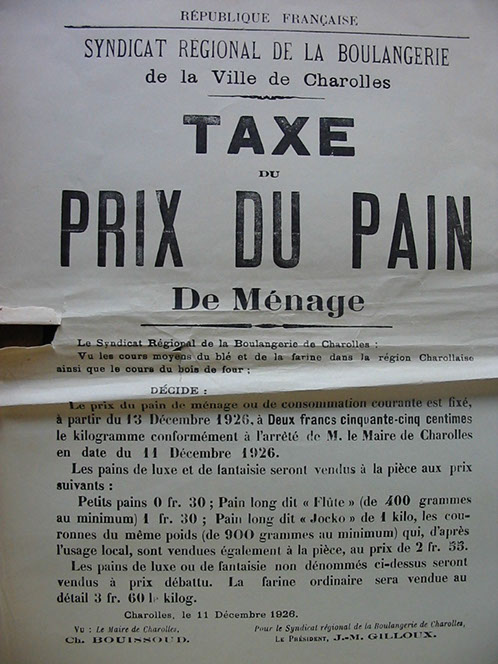 RÉPUBLIQUE FRANÇAISE
SYNDICAT RÉGIONAL DE LA BOULANGERIE
de la Ville de Charolles
TAXE
DU
PRIX DU PAIN
De Ménage
Le Syndicat Régional de la Boulangerie de Charolles :
Vu les cours moyens du blé et de la farine dans la région Charollaise
ainsi que le cours du bois de four ;
DÉCIDE :
Le prix du pain de ménage ou de consommation courante est fixé,
à partir du 13 Décembre 1926, à Deux francs cinquante-cinq centimes
le kilogramme conformément à l'arrêté de M. le Maire de Charolles
en date du 11 Décembre 1926.
Les pains de luxe et de fantaisie seront vendus à la pièce aux prix
suivants :
Petits pains 0 fr. 30 ; Pain long dit « Flûte » (de 400 grammes
au minimum) 1 fr. 30 ; Pain long dit « Jocko » de 1 kilo, les cou-
ronnes du même poids (de 900 grammes au minimum) qui, d'après
l'usage local, sont vendues également à la pièce, au prix de 2 fr. 55.
Les pains de luxe ou de fantaisie non dénommés ci-dessus seront
vendus à prix débattu. La farine ordinaire sera vendue au
détail 3 fr. 60 le kilog.
Charolles, le 11 Décembre 1926.
Vu : Le Maire de Charolles,
Ch. BOUISSOUD.
Pour le Syndicat régional de la Boulangerie de Charolles,
LE PRÉSIDENT, J.-M. GILLOUX.